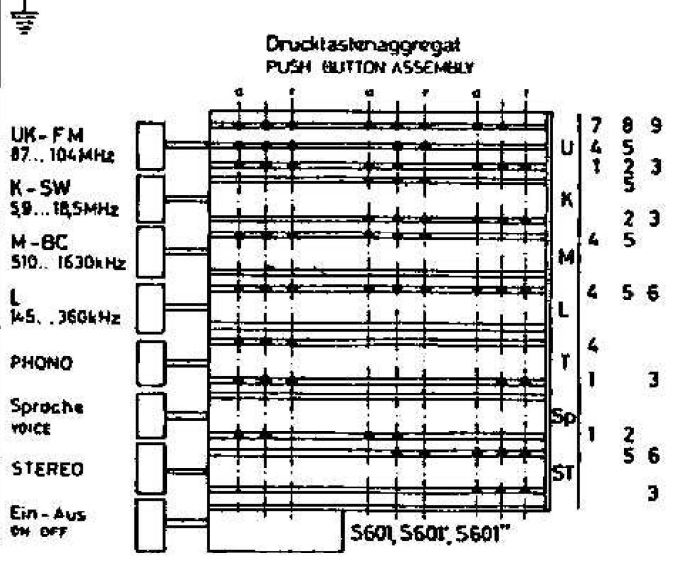 Drucktastenaggregat
PUSH BUTTON ASSEMBLY
a r a r a r
UK-FM
87... 104MHz
K-SW
5,9...18,5MHz
M-BC
510.. 1630kHz
L
145. . 360kHz
PHONO
Sprache
VOICE
STEREO
Ein-Aus
ON OFF
U
K
M
L
T
Sp
ST
7 8 9
4 5
1 2 3
5
2 3
4 5
4 5 6
4
1 3
1 2
5 6
3
S601, S601', S601"